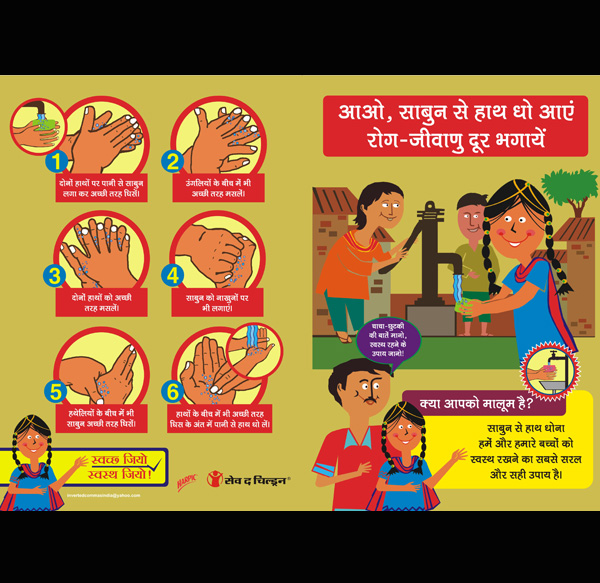 1
दोनों हाथों पर पानी से साबुन
लगा कर अच्छी तरह घिसें।
2
उंगलियों के बीच में भी
अच्छी तरह मसलें।
3
दोनों हाथों को अच्छी
तरह मसलें।
4
साबुन को नाखुनों पर
भी लगाएं।
5
हथेलियों के बीच में भी
साबुन अच्छी तरह घिसें।
6
हाथों के बीच में भी अच्छी तरह
घिस के अंत में पानी से हाथ धो लें।
स्वच्छ जियो
स्वस्थ जियो!
HARPIC
सेव द चिल्ड्रन
आओ, साबुन से हाथ धो आएं
रोग-जीवाणु दूर भगायें
चाचा-छुटकी
की बातें मानो,
स्वस्थ रहने के
उपाय जानो!
क्या आपको मालूम है?
साबुन से हाथ धोना
हमें और हमारे बच्चों को
स्वस्थ रखने का सबसे सरल
और सही उपाय है।